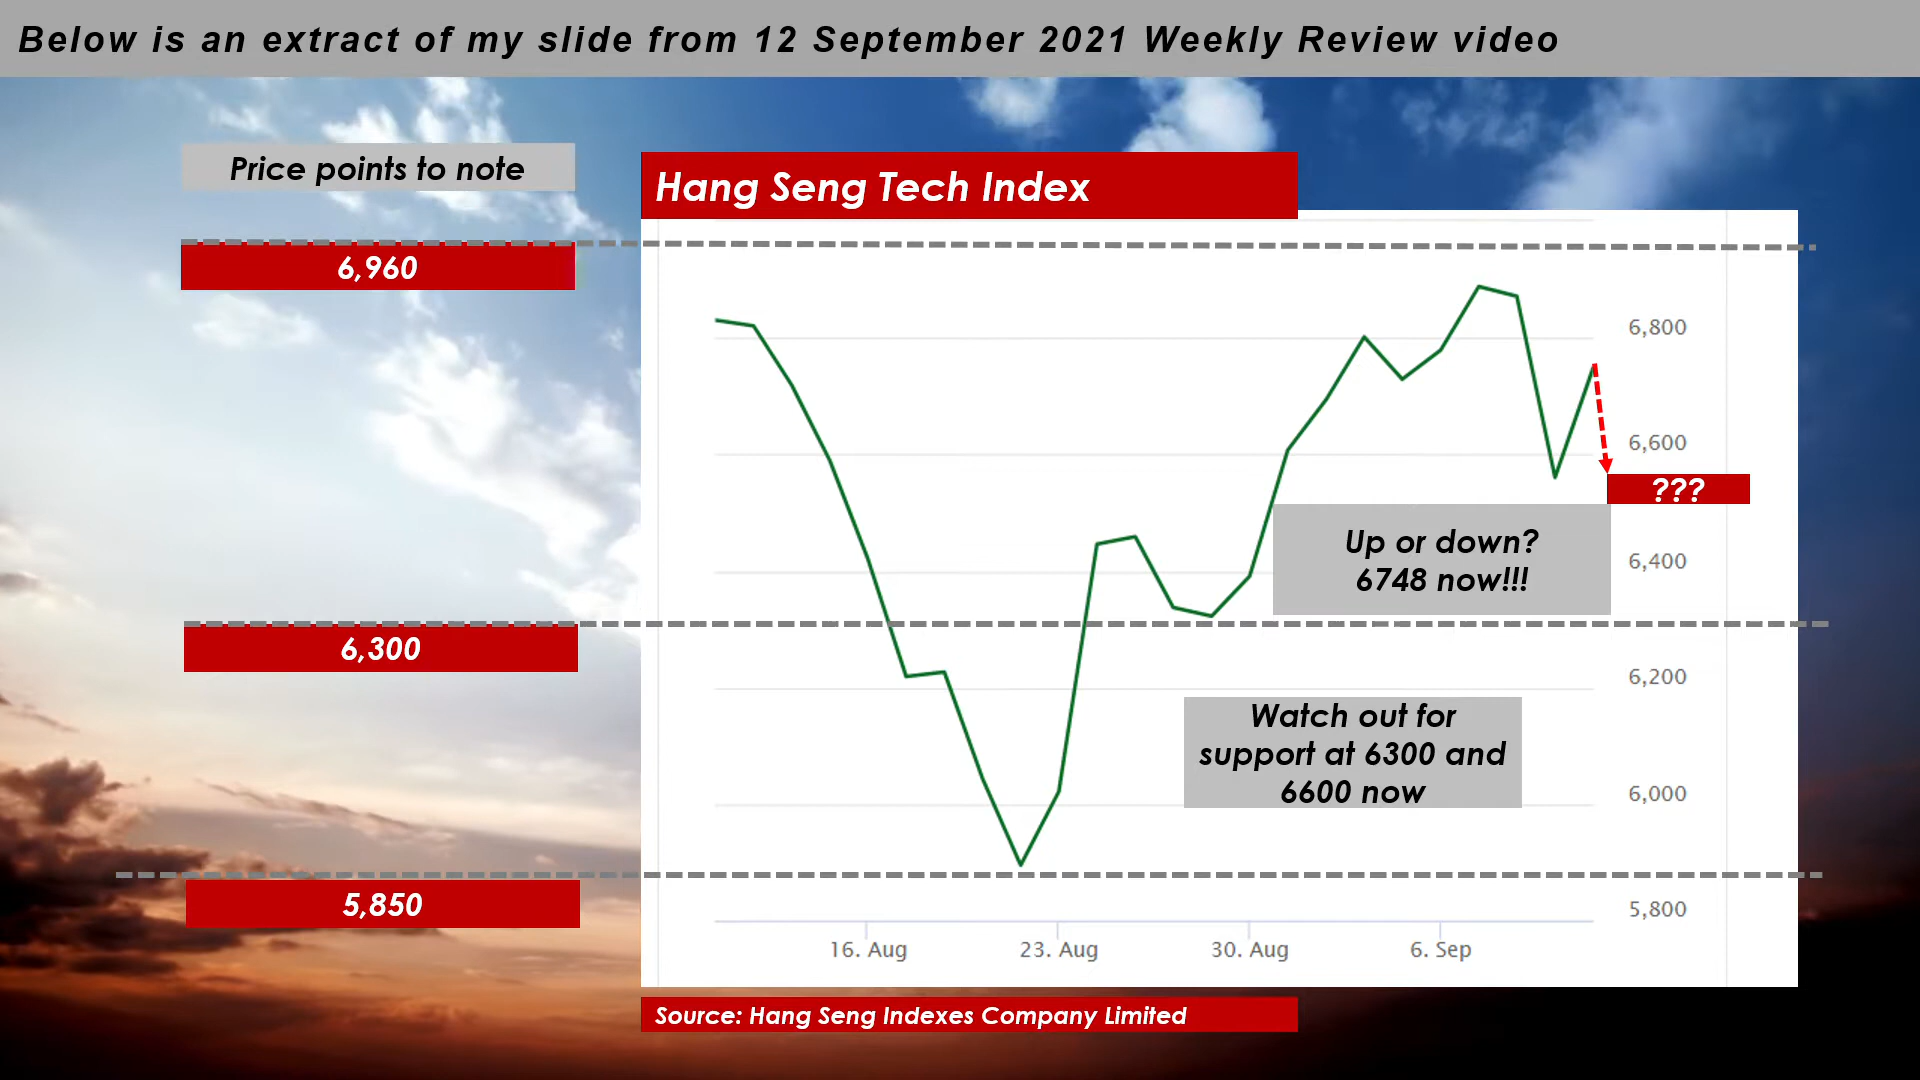 Below is an extract of my slide from 12 September 2021 Weekly Review video
Price points to note
6,960
6,300
5,850
Hang Seng Tech Index
6,800
6,600
???
Up or down?
6748 now!!!
6,400
6,200
Watch out for
support at 6300 and
6600 now
6,000
5,800
16. Aug
23. Aug
30. Aug
6. Sep
Source: Hang Seng Indexes Company Limited